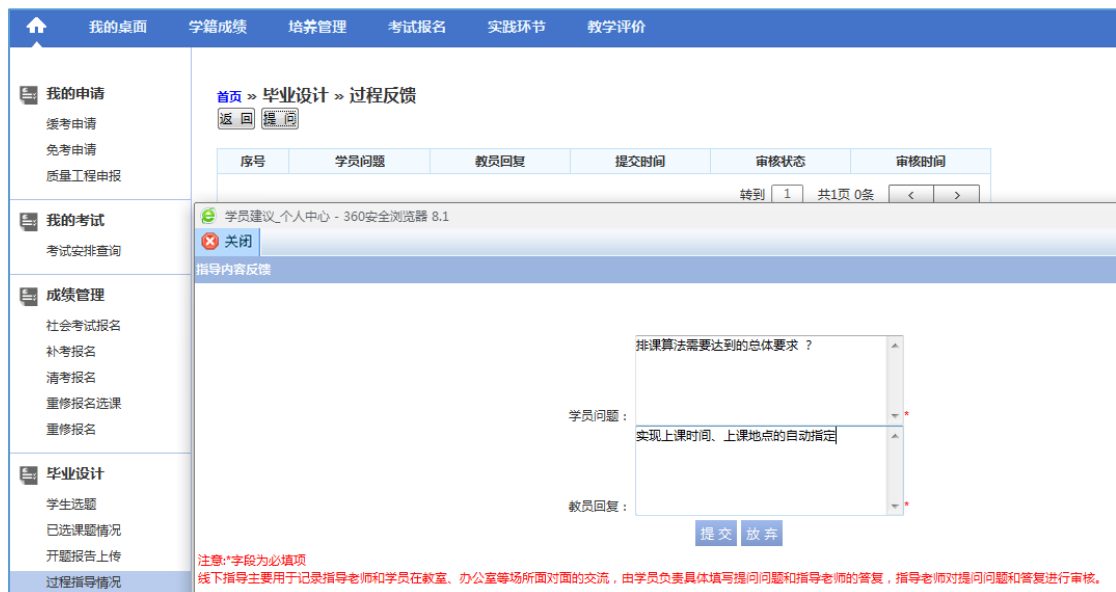 我的桌面 学籍成绩 培养管理 考试报名 实践环节 教学评价
我的申请
缓考申请
免考申请
质量工程申报
我的考试
考试安排查询
成绩管理
社会考试报名
补考报名
清考报名
重修报名选课
重修报名
毕业设计
学生选题
已选课题情况
开题报告上传
过程指导情况
首页 » 毕业设计 » 过程反馈
返 回 提 问
序号 学员问题 教员回复 提交时间 审核状态 审核时间
转到 1 共1页 0条 < >
学员建议_个人中心 - 360安全浏览器 8.1
关闭
指导内容反馈
排课算法需要达到的总体要求 ？
学员问题： *
实现上课时间、上课地点的自动指定
教员回复： *
提 交 放 弃
注意:*字段为必填项
线下指导主要用于记录指导老师和学员在教室、办公室等场所面对面的交流，由学员负责具体填写提问问题和指导老师的答复，指导老师对提问问题和答复进行审核。